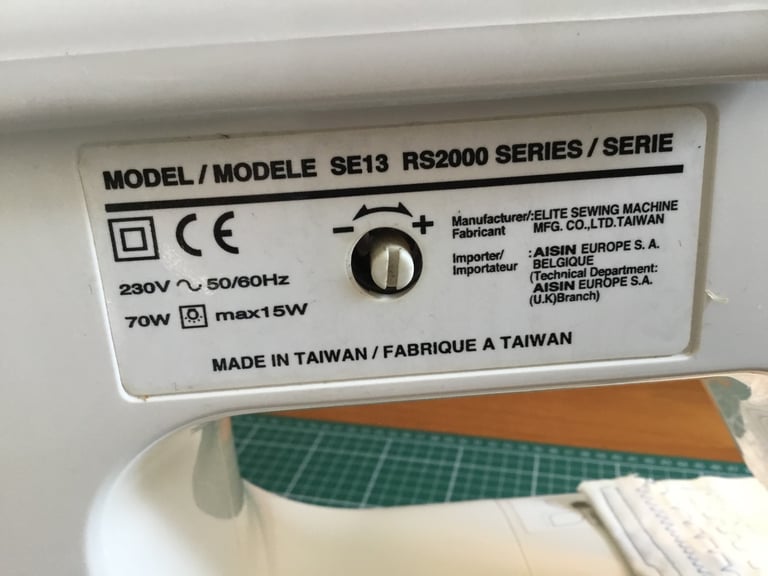 MODEL / MODELE SE13 RS2000 SERIES / SERIE
CE
230V ~ 50/60Hz
70W max15W
- +
Manufacturer/ Fabricant :ELITE SEWING MACHINE
MFG. CO.,LTD.TAIWAN
Importer/ Importateur :AISIN EUROPE S. A.
BELGIQUE
(Technical Department:
AISIN EUROPE S.A.
(U.K)Branch)
MADE IN TAIWAN / FABRIQUE A TAIWAN